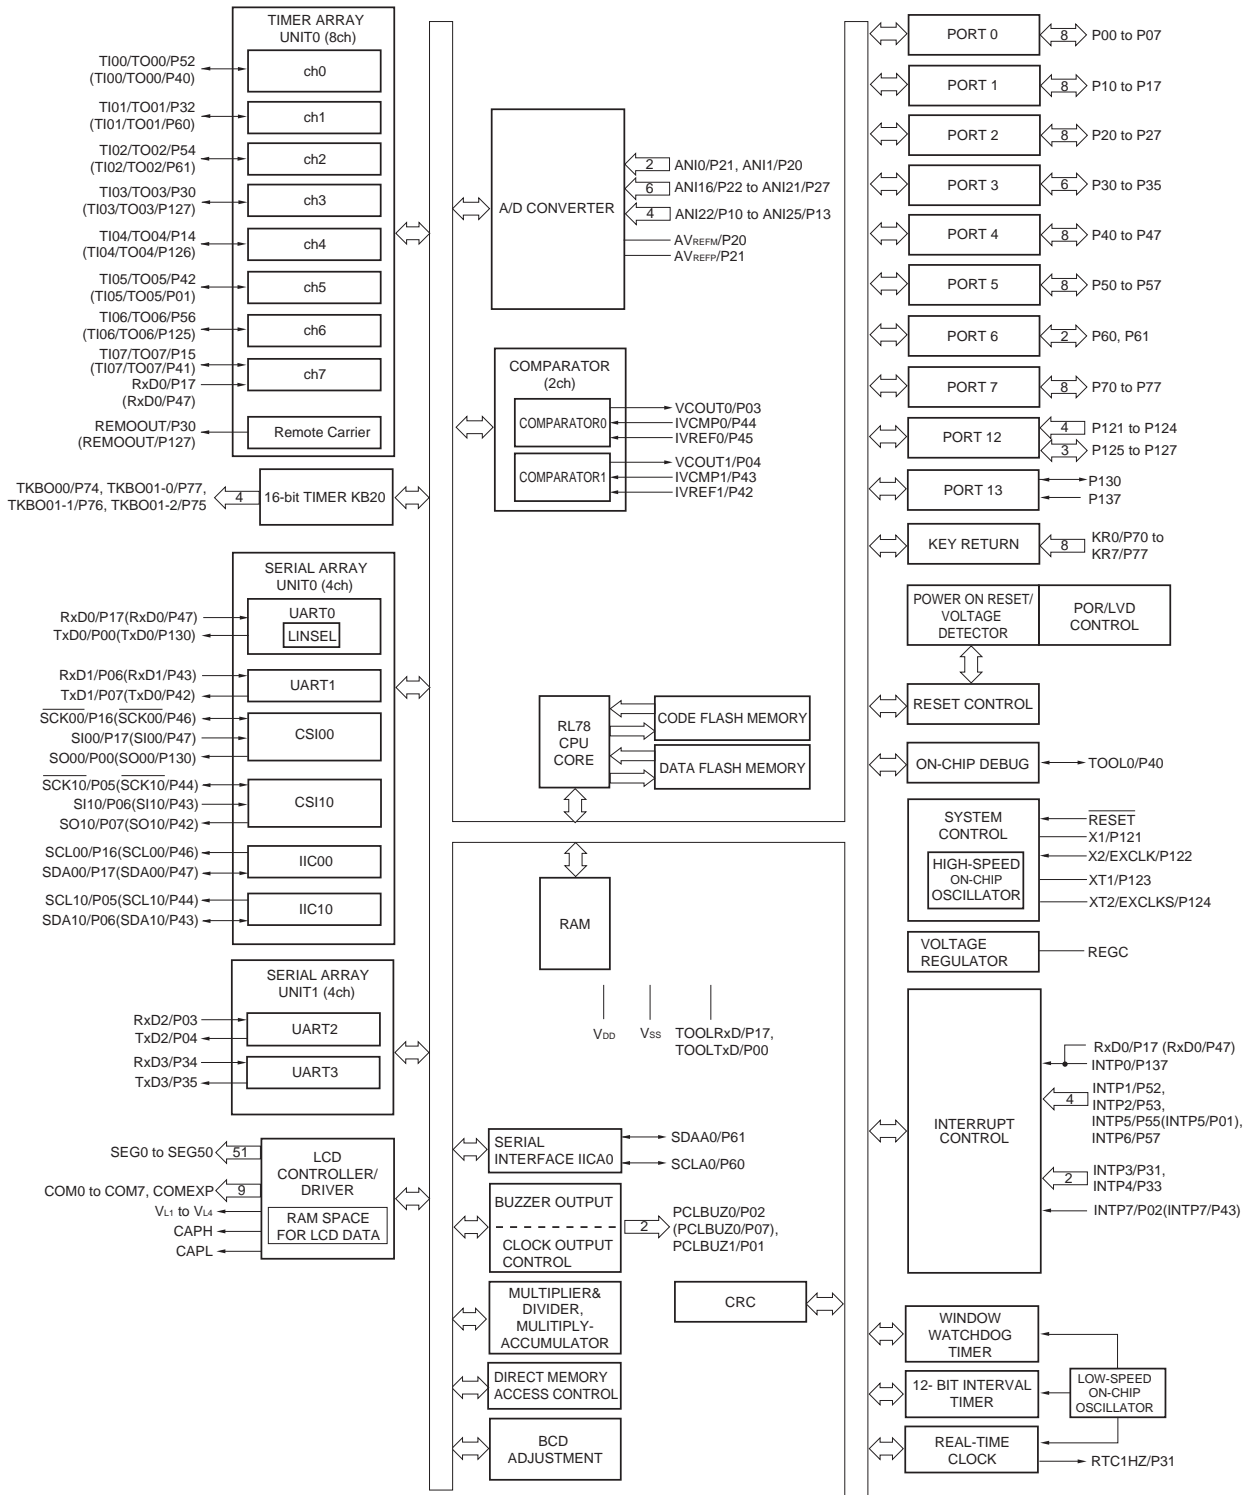 TIMER ARRAY
UNIT0 (8ch)
TI00/TO00/P52
(TI00/TO00/P40)
ch0
TI01/TO01/P32
(TI01/TO01/P60)
ch1
TI02/TO02/P54
(TI02/TO02/P61)
ch2
TI03/TO03/P30
(TI03/TO03/P127)
ch3
TI04/TO04/P14
(TI04/TO04/P126)
ch4
TI05/TO05/P42
(TI05/TO05/P01)
ch5
TI06/TO06/P56
(TI06/TO06/P125)
ch6
TI07/TO07/P15
(TI07/TO07/P41)
RxD0/P17
(RxD0/P47)
ch7
REMOOUT/P30
(REMOOUT/P127)
Remote Carrier
TKBO00/P74, TKBO01-0/P77,
TKBO01-1/P76, TKBO01-2/P75
4
16-bit TIMER KB20
SERIAL ARRAY
UNIT0 (4ch)
RxD0/P17(RxD0/P47)
TxD0/P00(TxD0/P130)
UART0
LINSEL
RxD1/P06(RxD1/P43)
TxD1/P07(TxD0/P42)
UART1
SCK00/P16(SCK00/P46)
SI00/P17(SI00/P47)
SO00/P00(SO00/P130)
CSI00
SCK10/P05(SCK10/P44)
SI10/P06(SI10/P43)
SO10/P07(SO10/P42)
CSI10
SCL00/P16(SCL00/P46)
SDA00/P17(SDA00/P47)
IIC00
SCL10/P05(SCL10/P44)
SDA10/P06(SDA10/P43)
IIC10
SERIAL ARRAY
UNIT1 (4ch)
RxD2/P03
TxD2/P04
UART2
RxD3/P34
TxD3/P35
UART3
SEG0 to SEG50
51
COM0 to COM7, COMEXP
9
VL1 to VL4
CAPH
CAPL
LCD
CONTROLLER/
DRIVER
RAM SPACE
FOR LCD DATA
A/D CONVERTER
2
ANI0/P21, ANI1/P20
6
ANI16/P22 to ANI21/P27
4
ANI22/P10 to ANI25/P13
AVREFM/P20
AVREFP/P21
COMPARATOR
(2ch)
COMPARATOR0
VCOUT0/P03
IVCMP0/P44
IVREF0/P45
COMPARATOR1
VCOUT1/P04
IVCMP1/P43
IVREF1/P42
RL78
CPU
CORE
CODE FLASH MEMORY
DATA FLASH MEMORY
RAM
VDD
VSS
TOOLRxD/P17,
TOOLTxD/P00
SERIAL
INTERFACE IICA0
SDAA0/P61
SCLA0/P60
BUZZER OUTPUT
CLOCK OUTPUT
CONTROL
2
PCLBUZ0/P02
(PCLBUZ0/P07),
PCLBUZ1/P01
MULTIPLIER&
DIVIDER,
MULITIPLY-
ACCUMULATOR
DIRECT MEMORY
ACCESS CONTROL
BCD
ADJUSTMENT
CRC
PORT 0
8
P00 to P07
PORT 1
8
P10 to P17
PORT 2
8
P20 to P27
PORT 3
6
P30 to P35
PORT 4
8
P40 to P47
PORT 5
8
P50 to P57
PORT 6
2
P60, P61
PORT 7
8
P70 to P77
PORT 12
4
P121 to P124
3
P125 to P127
PORT 13
P130
P137
KEY RETURN
8
KR0/P70 to
KR7/P77
POWER ON RESET/
VOLTAGE
DETECTOR
POR/LVD
CONTROL
RESET CONTROL
ON-CHIP DEBUG
TOOL0/P40
SYSTEM
CONTROL
HIGH-SPEED
ON-CHIP
OSCILLATOR
RESET
X1/P121
X2/EXCLK/P122
XT1/P123
XT2/EXCLKS/P124
VOLTAGE
REGULATOR
REGC
INTERRUPT
CONTROL
RxD0/P17 (RxD0/P47)
INTP0/P137
4
INTP1/P52,
INTP2/P53,
INTP5/P55(INTP5/P01),
INTP6/P57
2
INTP3/P31,
INTP4/P33
INTP7/P02(INTP7/P43)
WINDOW
WATCHDOG
TIMER
12- BIT INTERVAL
TIMER
LOW-SPEED
ON-CHIP
OSCILLATOR
REAL-TIME
CLOCK
RTC1HZ/P31